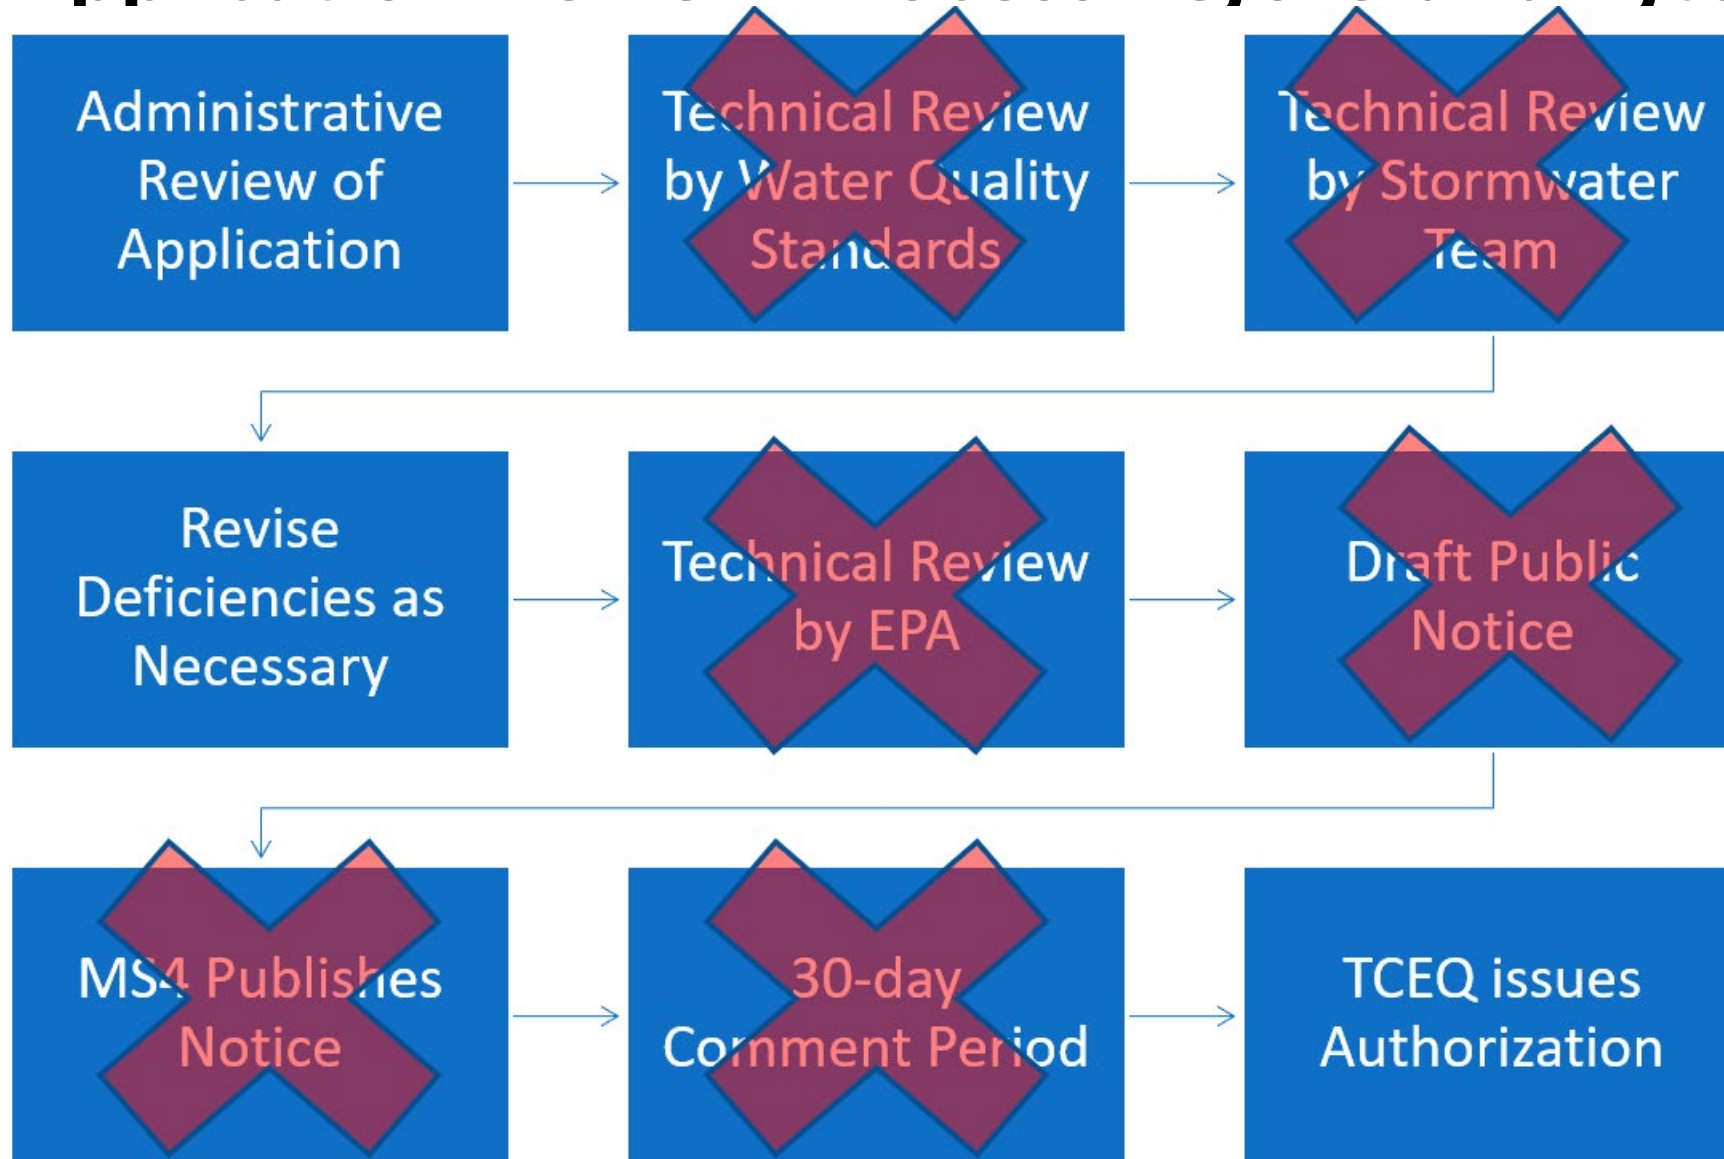 Administrative
Review of
Application
Technical Review
by Water Quality
Standards
Technical Review
by Stormwater
Team
Revise
Deficiencies as
Necessary
Technical Review
by EPA
Draft Public
Notice
MS4 Publishes
Notice
30-day
Comment Period
TCEQ issues
Authorization